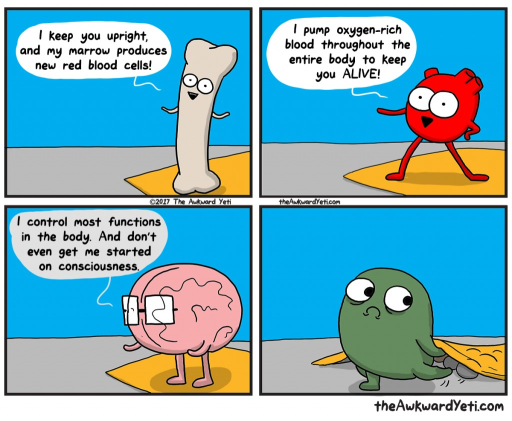 I keep you upright,
and my marrow produces
new red blood cells!
I pump oxygen-rich
blood throughout the
entire body to keep
you ALIVE!
©2017 The Awkward Yeti
theAwkwardYeti.com
I control most functions
in the body. And don't
even get me started
on consciousness.
theAwkwardYeti.com